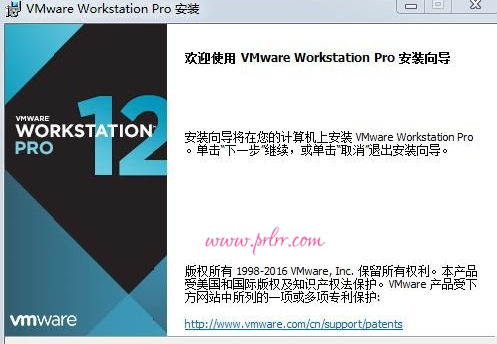 VMware Workstation Pro 安装
欢迎使用 VMware Workstation Pro 安装向导
VMWARE
WORKSTATION
PRO
12
安装向导将在您的计算机上安装 VMware Workstation Pro
。单击“下一步”继续，或单击“取消”退出安装向导。
www.prlrr.com
版权所有 1998-2016 VMware, Inc. 保留所有权利。本产品
受美国和国际版权及知识产权法保护。VMware 产品受下
方网站中所列的一项或多项专利保护:
vmware
http://www.vmware.com/cn/support/patents